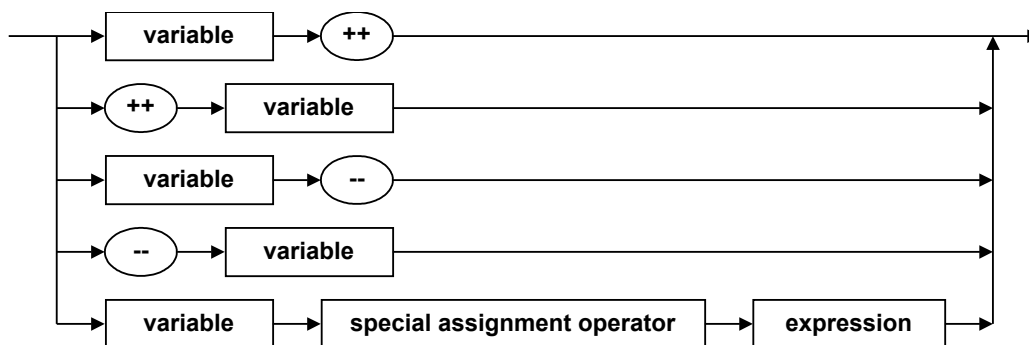 variable ++
++ variable
variable --
-- variable
variable special assignment operator expression